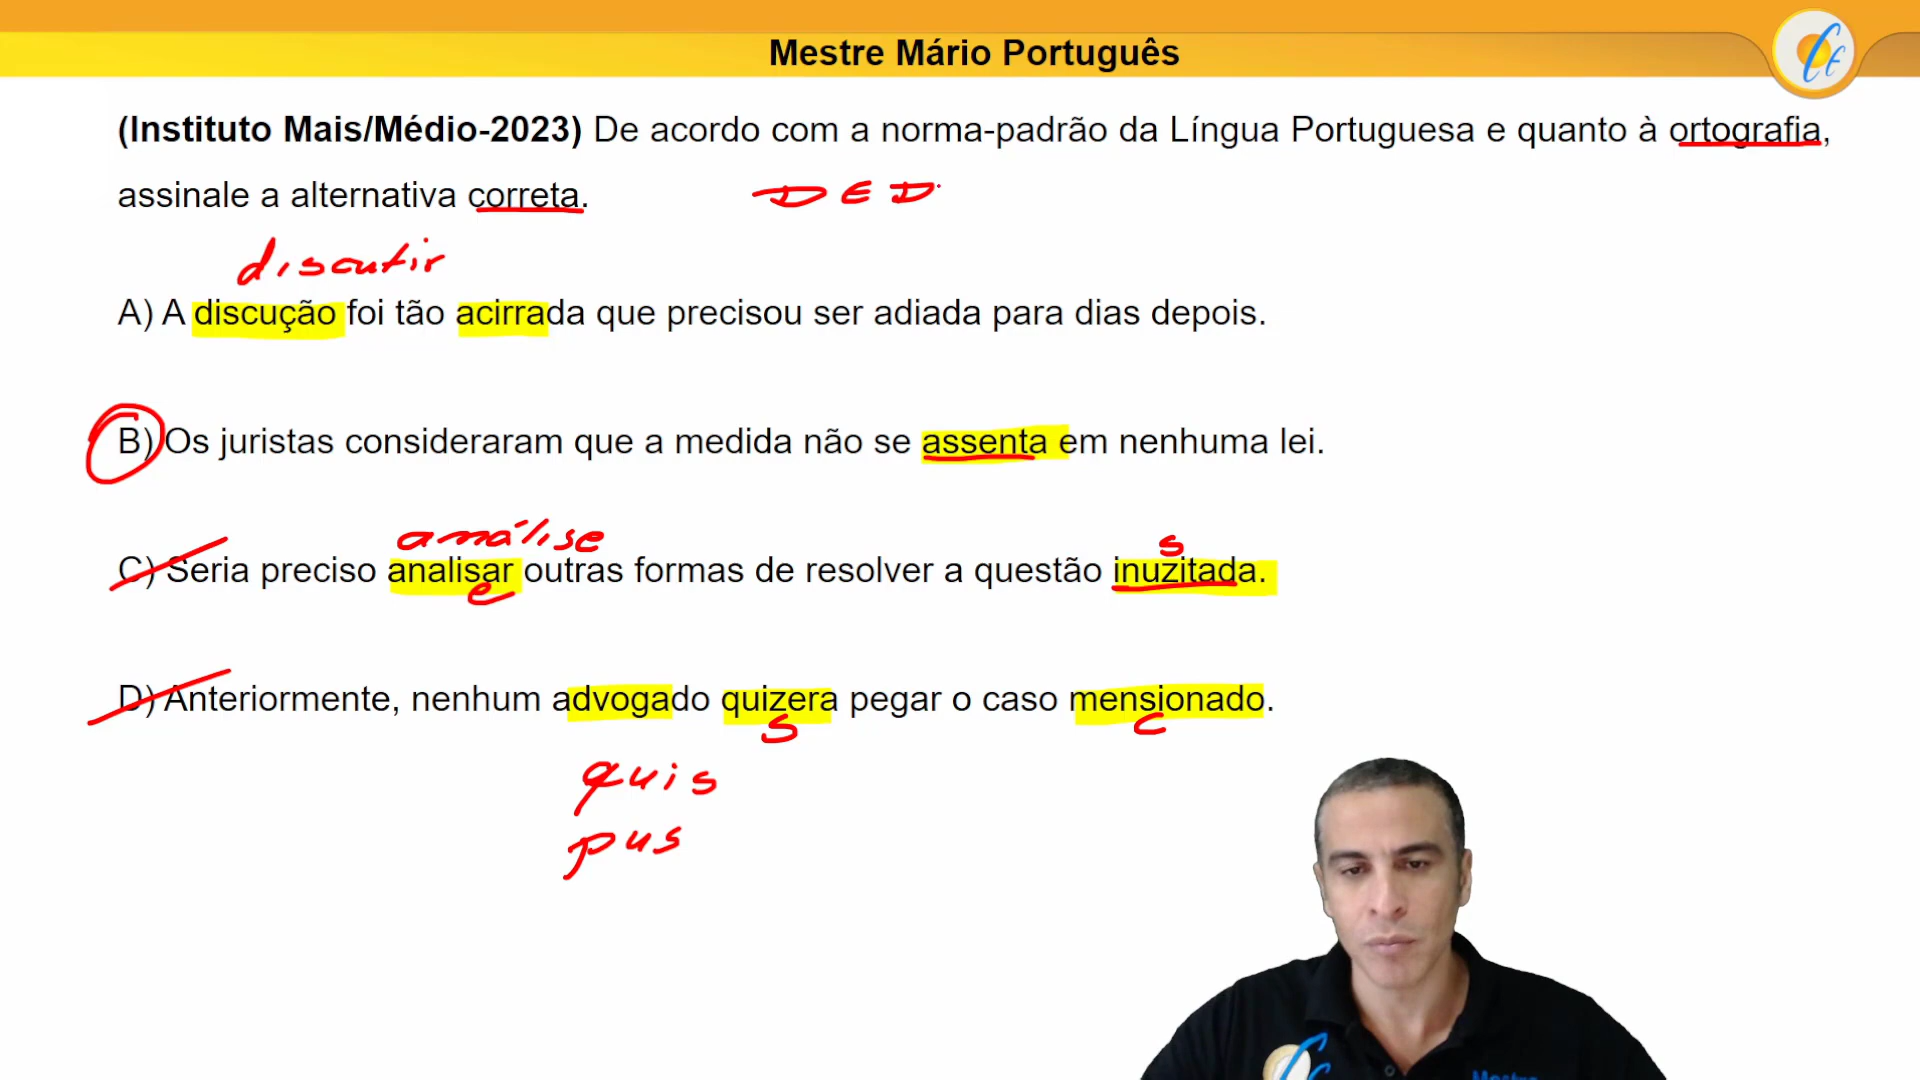 Mestre Mário Português
(Instituto Mais/Médio-2023) De acordo com a norma-padrão da Língua Portuguesa e quanto à ortografia,
assinale a alternativa correta.
DED
discutir
A) A discução foi tão acirrada que precisou ser adiada para dias depois.
B) Os juristas consideraram que a medida não se assenta em nenhuma lei.
análise
s
C) Seria preciso analisar outras formas de resolver a questão inuzitada.
e
D) Anteriormente, nenhum advogado quizera pegar o caso mensionado.
s c
quis
pus